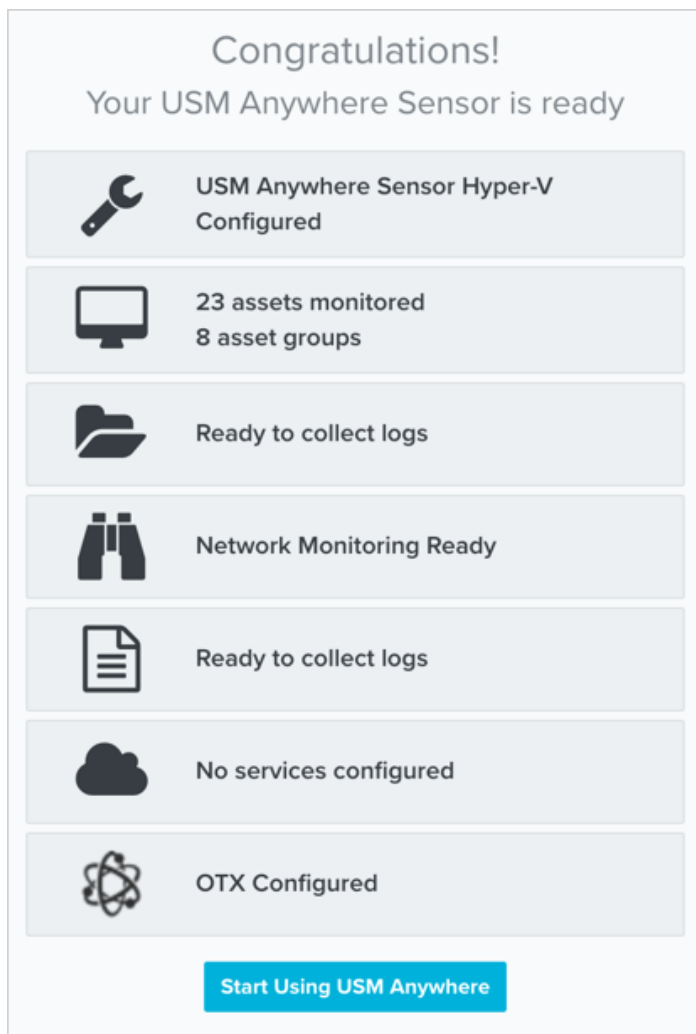 Congratulations!
Your USM Anywhere Sensor is ready
USM Anywhere Sensor Hyper-V
Configured
23 assets monitored
8 asset groups
Ready to collect logs
Network Monitoring Ready
Ready to collect logs
No services configured
OTX Configured
Start Using USM Anywhere